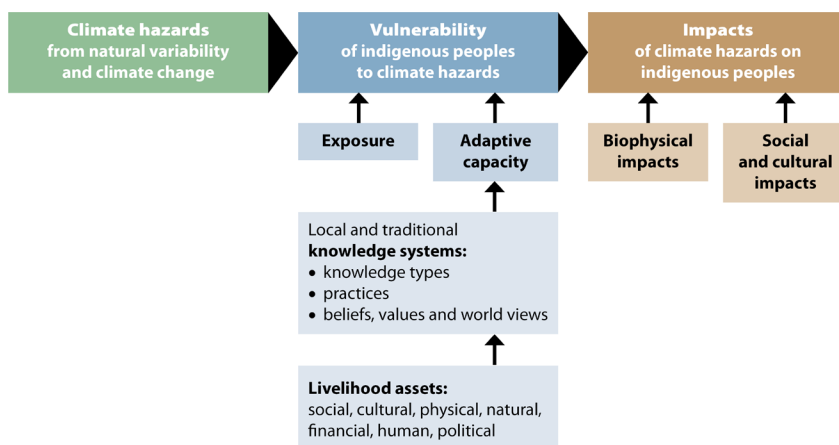 Climate hazards
from natural variability
and climate change
Vulnerability
of indigenous peoples
to climate hazards
Impacts
of climate hazards on
indigenous peoples
Exposure
Adaptive
capacity
Biophysical
impacts
Social
and cultural
impacts
Local and traditional
knowledge systems:
• knowledge types
• practices
• beliefs, values and world views
Livelihood assets:
social, cultural, physical, natural,
financial, human, political